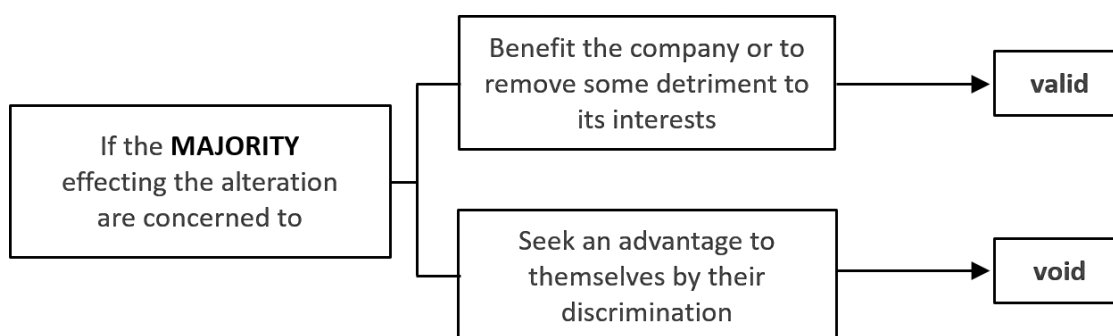 If the MAJORITY
effecting the alteration
are concerned to
Benefit the company or to
remove some detriment to
its interests
valid
Seek an advantage to
themselves by their
discrimination
void